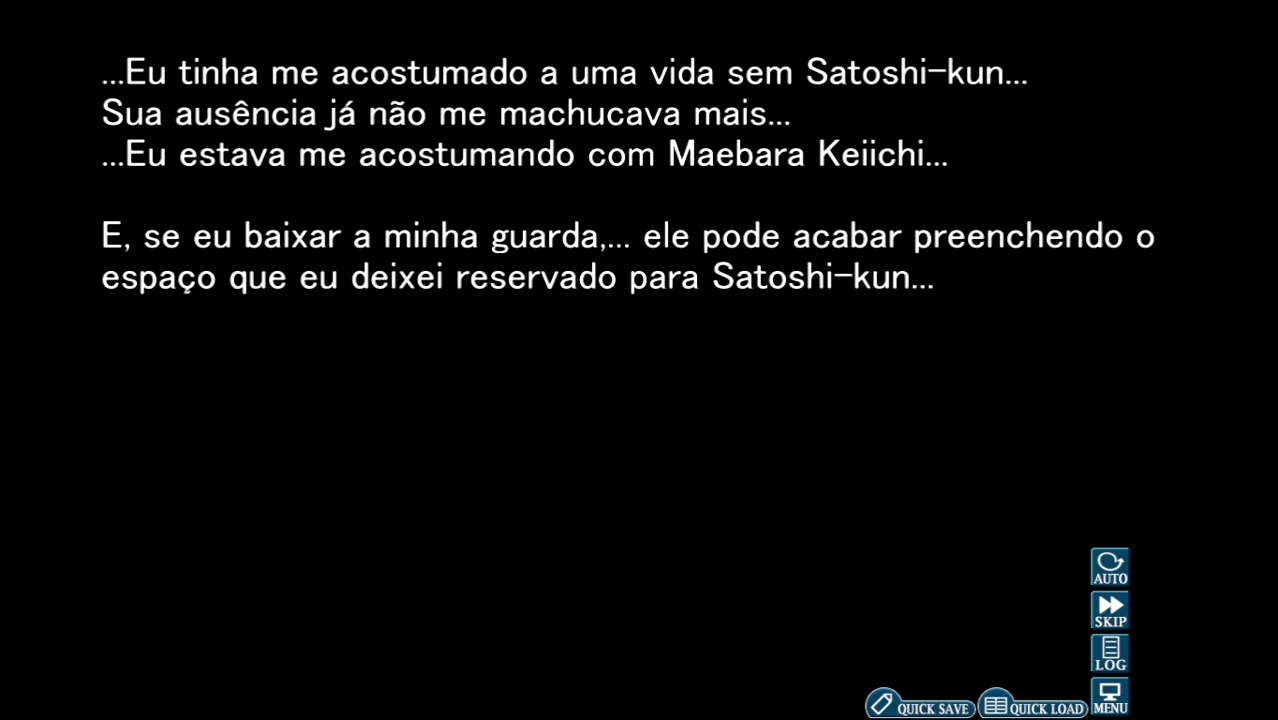 ...Eu tinha me acostumado a uma vida sem Satoshi-kun...
Sua ausência já não me machucava mais...
...Eu estava me acostumando com Maebara Keiichi...
E, se eu baixar a minha guarda,... ele pode acabar preenchendo o
espaço que eu deixei reservado para Satoshi-kun...
AUTO
SKIP
LOG
MENU
QUICK SAVE
QUICK LOAD